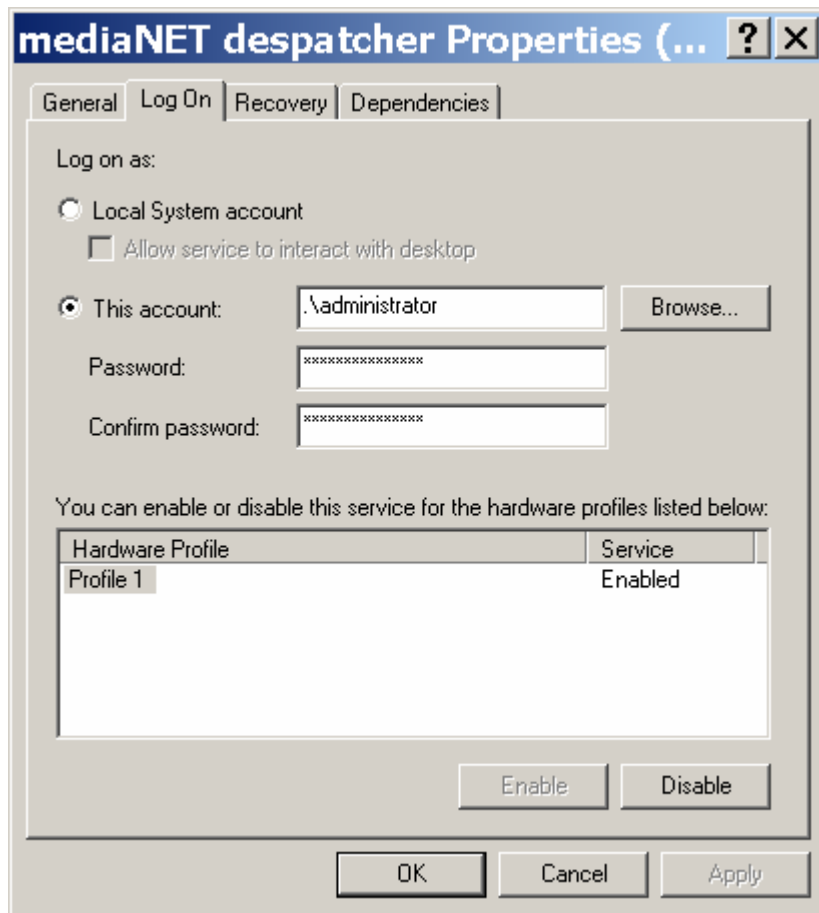 mediaNET despatcher Properties (...
General Log On Recovery Dependencies
Log on as:
Local System account
Allow service to interact with desktop
This account: .\administrator Browse...
Password: ***************
Confirm password: ***************
You can enable or disable this service for the hardware profiles listed below:
Hardware Profile Service
Profile 1 Enabled
Enable Disable
OK Cancel Apply